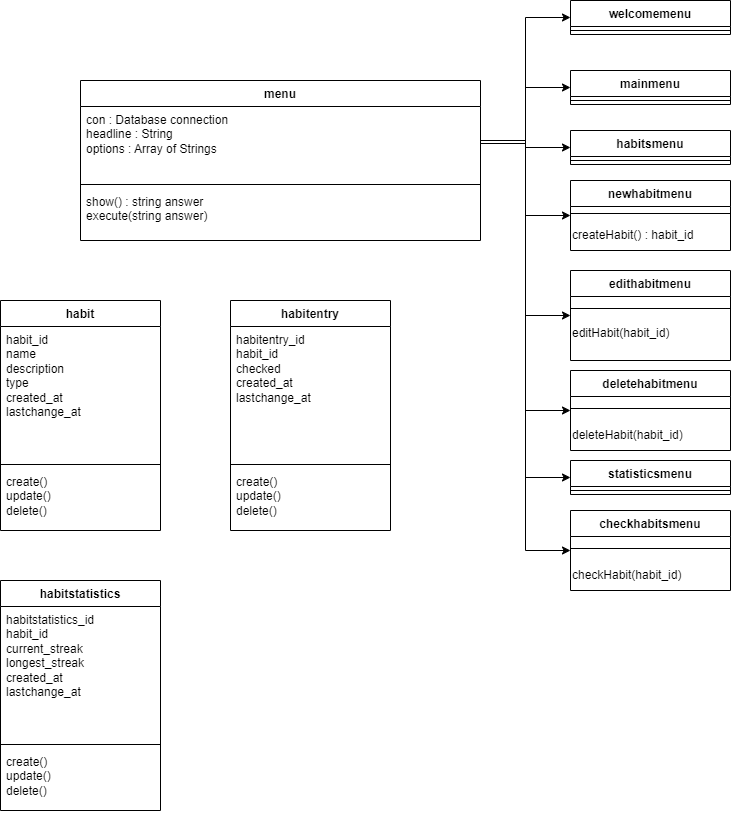 welcomemenu
mainmenu
menu
con : Database connection
headline : String
options : Array of Strings
show() : string answer
execute(string answer)
habitsmenu
newhabitmenu
createHabit() : habit_id
edithabitmenu
editHabit(habit_id)
deletehabitmenu
deleteHabit(habit_id)
statisticsmenu
checkhabitsmenu
checkHabit(habit_id)
habit
habit_id
name
description
type
created_at
lastchange_at
create()
update()
delete()
habitentry
habitentry_id
habit_id
checked
created_at
lastchange_at
create()
update()
delete()
habitstatistics
habitstatistics_id
habit_id
current_streak
longest_streak
created_at
lastchange_at
create()
update()
delete()